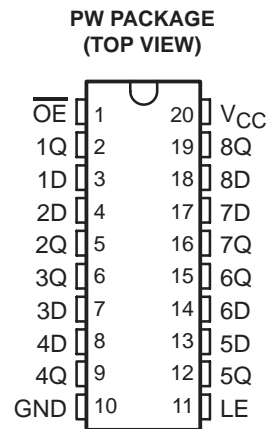 PW PACKAGE
(TOP VIEW)
O̅E̅ 1 20 VCC
1Q 2 19 8Q
1D 3 18 8D
2D 4 17 7D
2Q 5 16 7Q
3Q 6 15 6Q
3D 7 14 6D
4D 8 13 5D
4Q 9 12 5Q
GND 10 11 LE